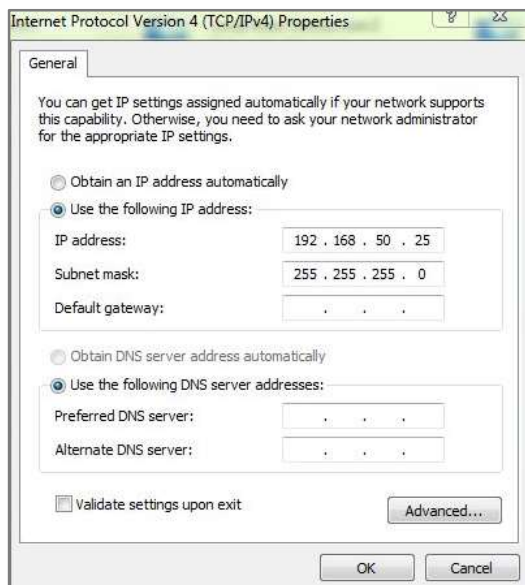 Internet Protocol Version 4 (TCP/IPv4) Properties
General
You can get IP settings assigned automatically if your network supports
this capability. Otherwise, you need to ask your network administrator
for the appropriate IP settings.
Obtain an IP address automatically
Use the following IP address:
IP address: 192 . 168 . 50 . 25
Subnet mask: 255 . 255 . 255 . 0
Default gateway: . . .
Obtain DNS server address automatically
Use the following DNS server addresses:
Preferred DNS server: . . .
Alternate DNS server: . . .
Validate settings upon exit
Advanced...
OK Cancel